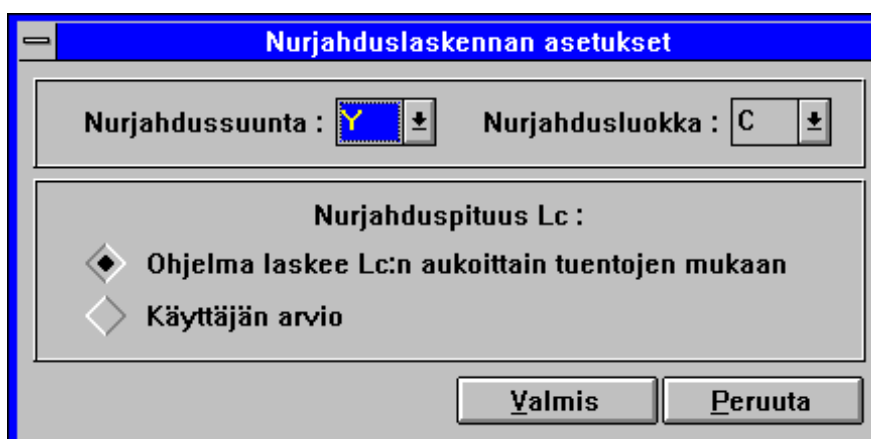 Nurjahduslaskennan asetukset
Nurjahdussuunta : Y Nurjahdusluokka : C
Nurjahduspituus Lc :
Ohjelma laskee Lc:n aukoittain tuentojen mukaan
Käyttäjän arvio
Valmis Peruuta